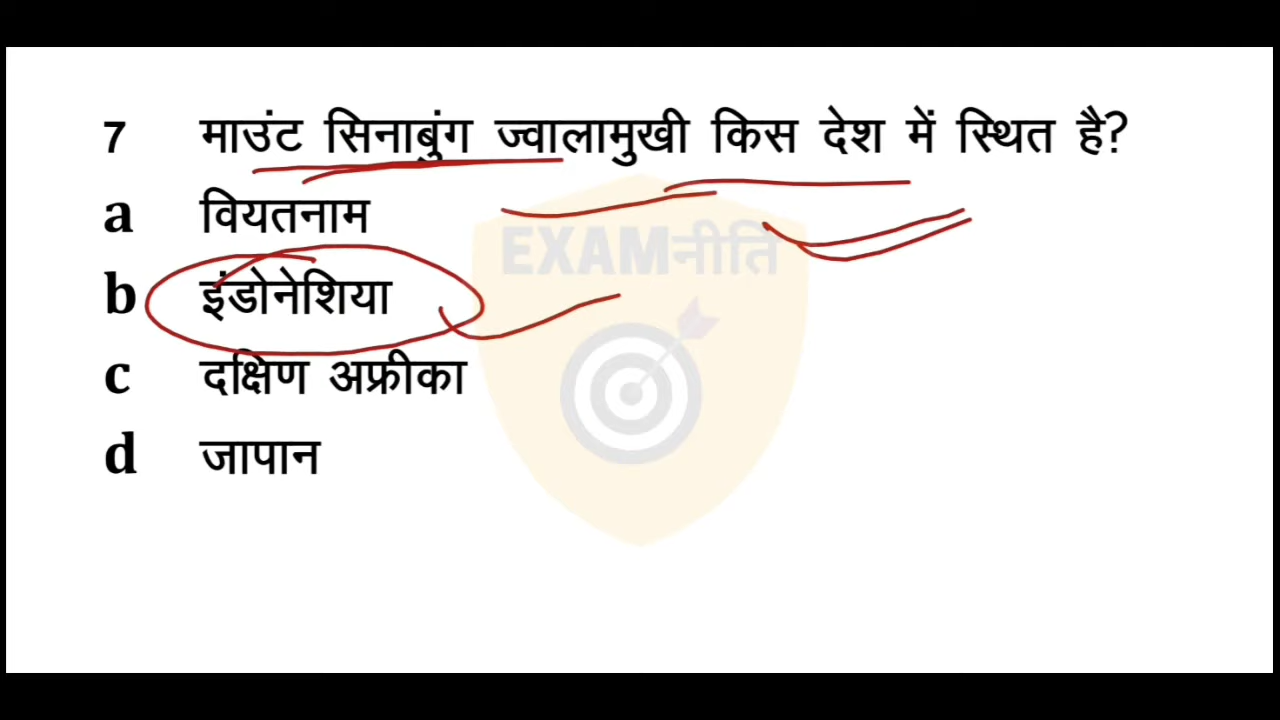 7 माउंट सिनाबुंग ज्वालामुखी किस देश में स्थित है?
a वियतनाम
EXAMनीति
b इंडोनेशिया
c दक्षिण अफ्रीका
d जापान